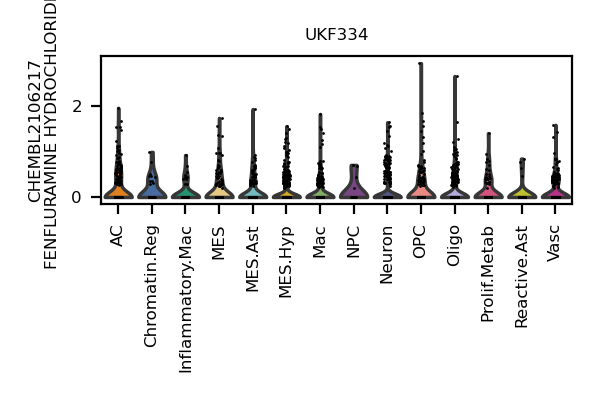 UKF334
CHEMBL2106217
FENFLURAMINE HYDROCHLORID
2
0
AC
Chromatin.Reg
Inflammatory.Mac
MES
MES.Ast
MES.Hyp
Mac
NPC
Neuron
OPC
Oligo
Prolif.Metab
Reactive.Ast
Vasc